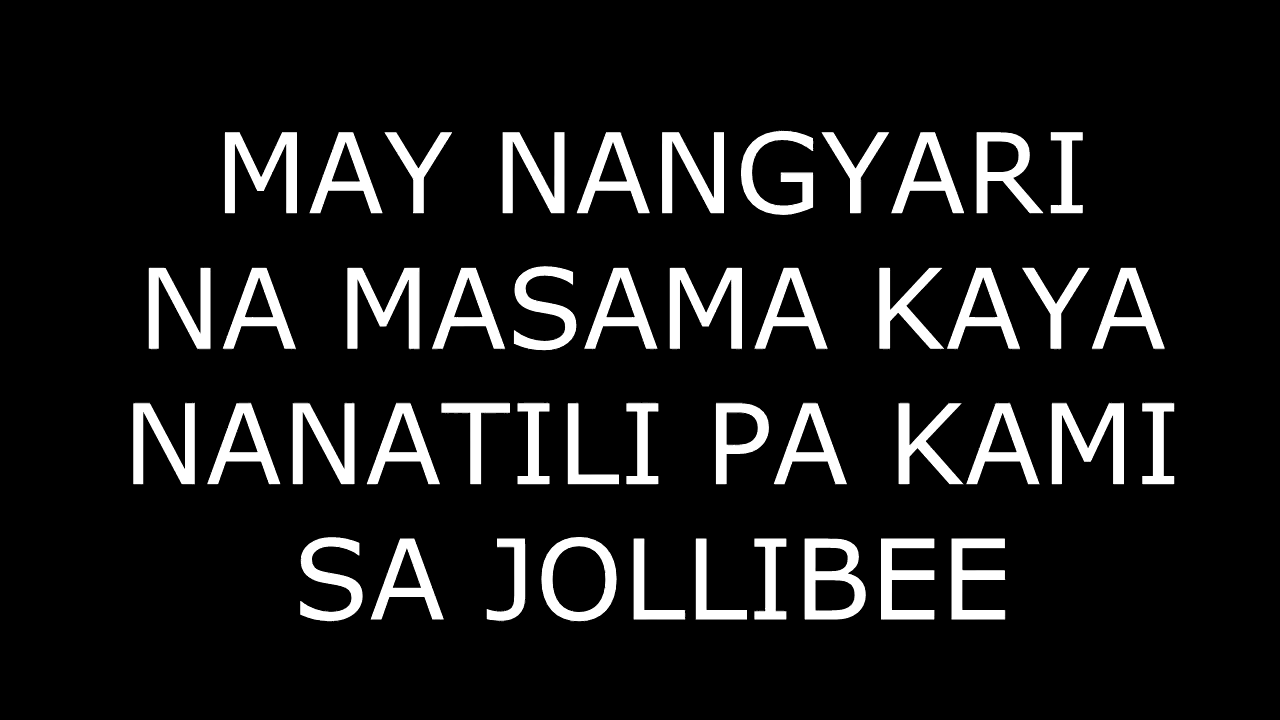 MAY NANGYARI
NA MASAMA KAYA
NANATILI PA KAMI
SA JOLLIBEE